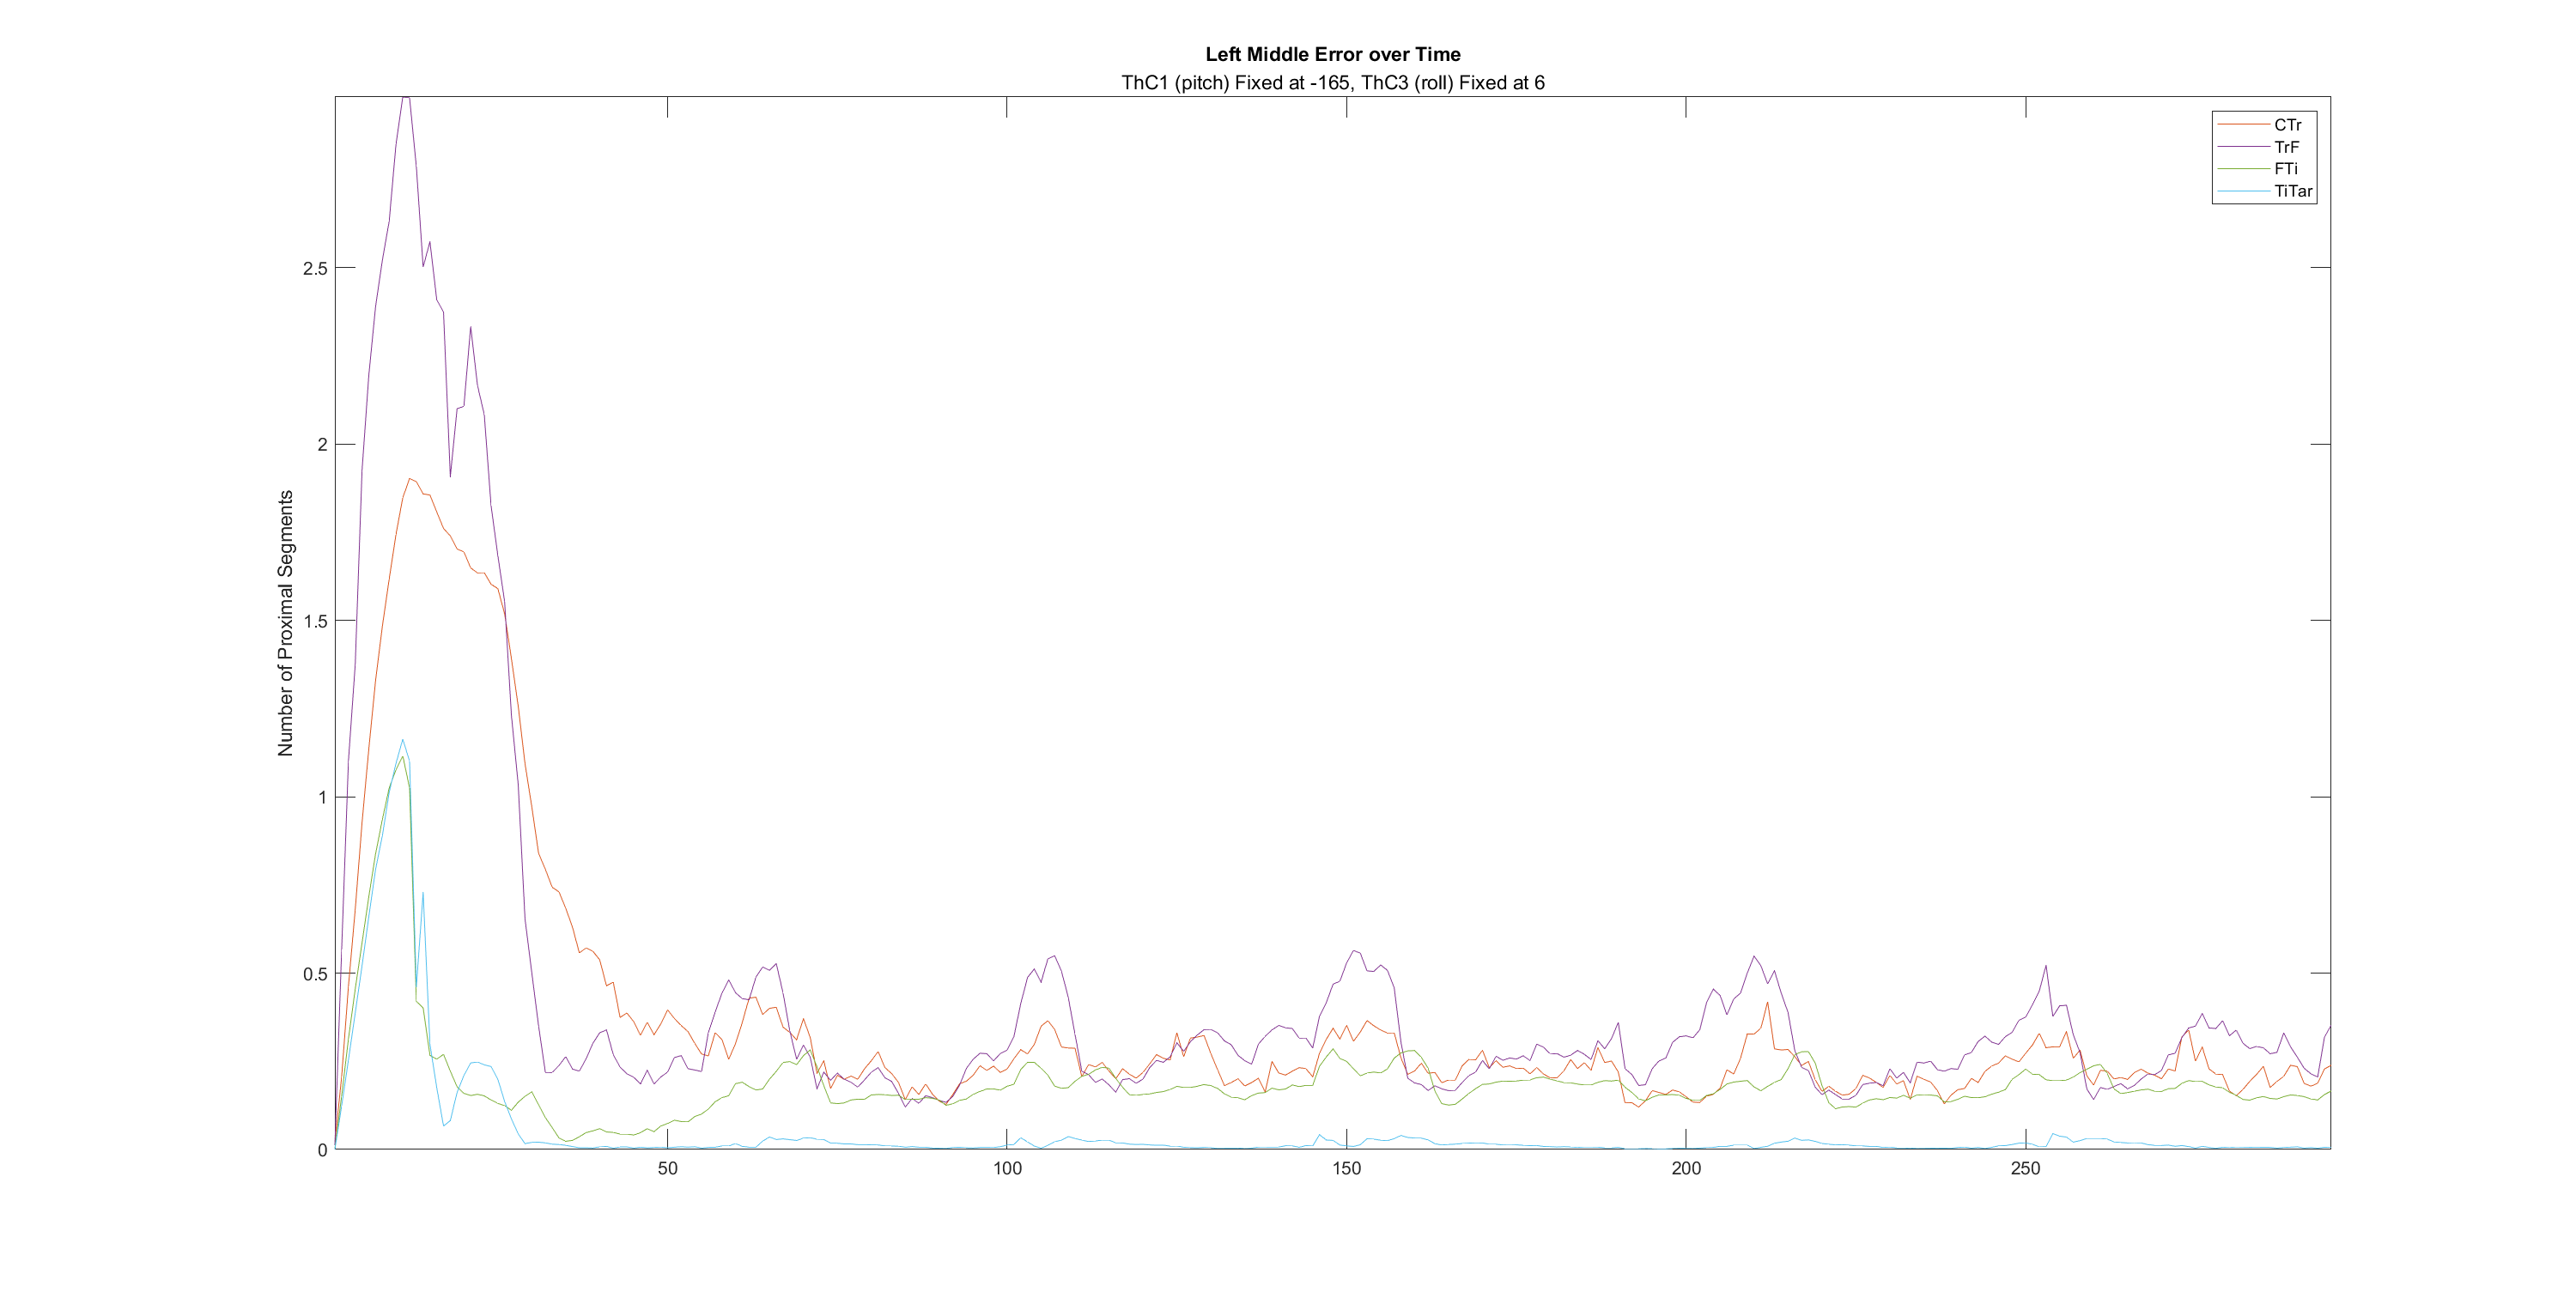 Left Middle Error over Time
ThC1 (pitch) Fixed at -165, ThC3 (roll) Fixed at 6
CTr
TrF
FTi
TiTar
Number of Proximal Segments
2.5
2
1.5
1
0.5
0
50
100
150
200
250